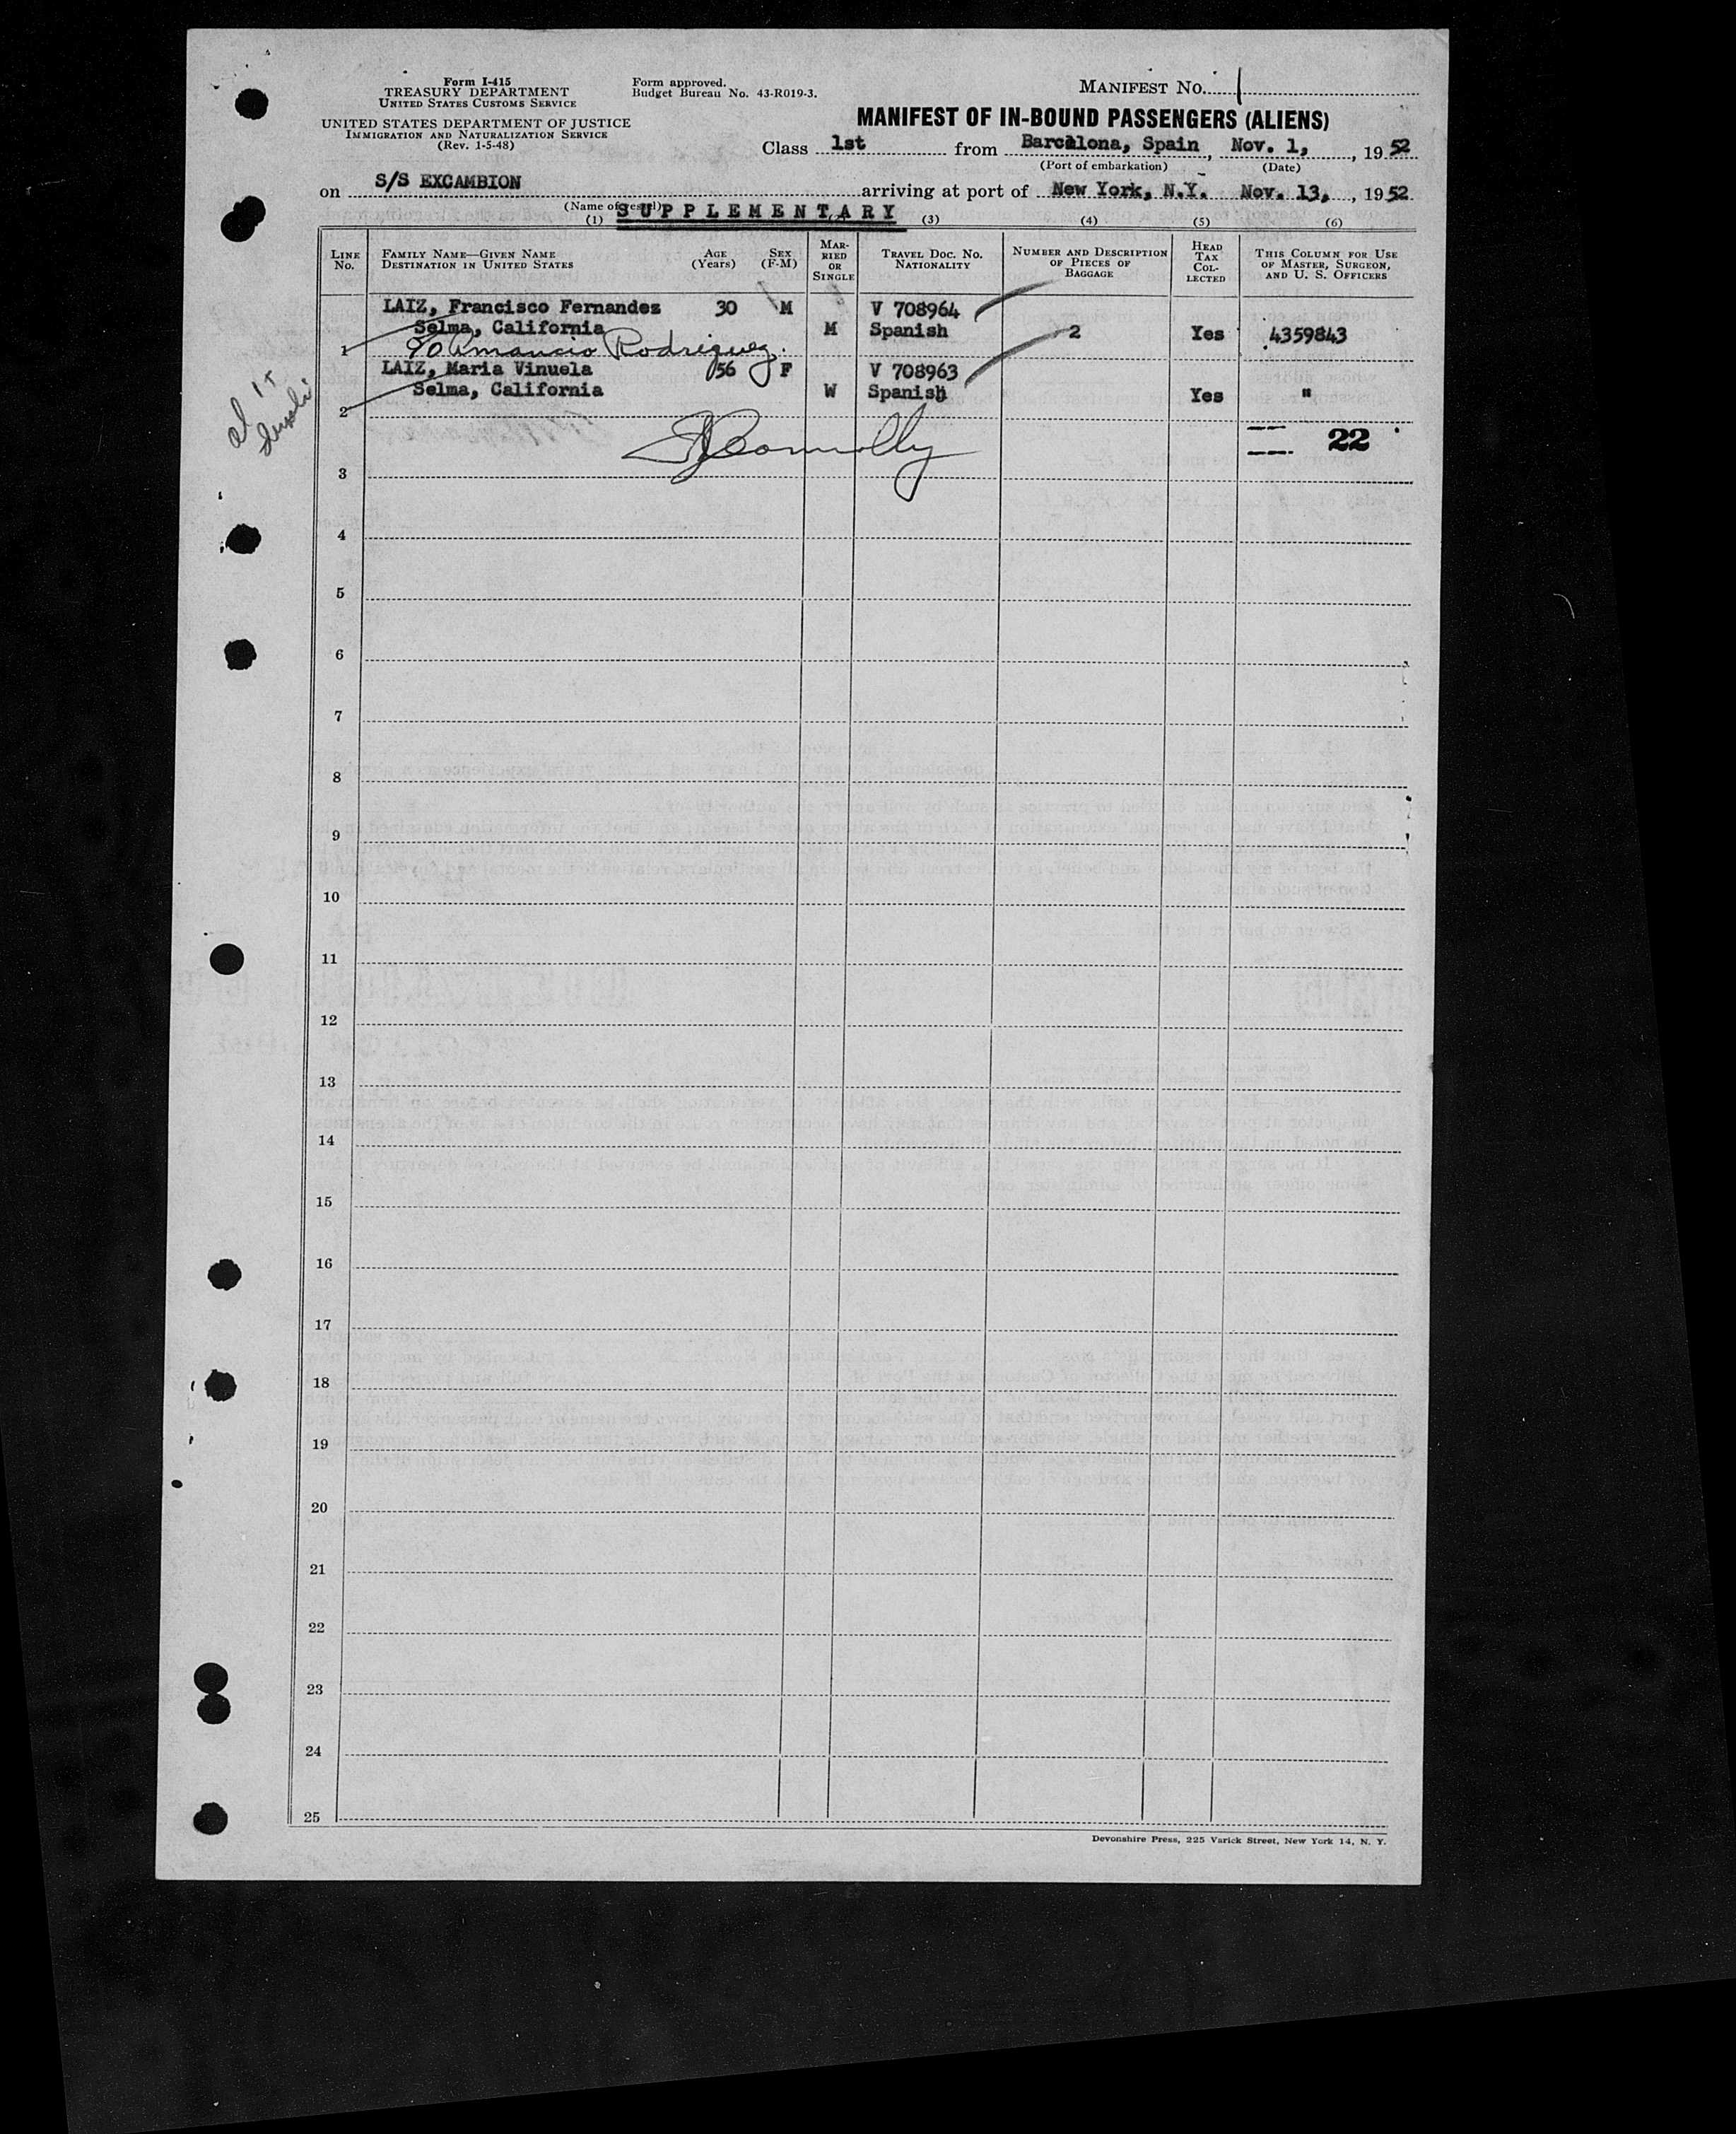 Form I-415
TREASURY DEPARTMENT
UNITED STATES CUSTOMS SERVICE
UNITED STATES DEPARTMENT OF JUSTICE
IMMIGRATION AND NATURALIZATION SERVICE
(Rev. 1-5-48)
Form approved.
Budget Bureau No. 43-R019-3.
MANIFEST No. 1
MANIFEST OF IN-BOUND PASSENGERS (ALIENS)
Class 1st from Barcelona, Spain, Nov. 1, , 1952
(Port of embarkation) (Date)
on S/S EXCAMBION arriving at port of New York, N.Y. Nov. 13, , 1952
(Name of vessel)
SUPPLEMENTARY
(1) (2) (3) (4) (5) (6)
LINE No. FAMILY NAME—GIVEN NAME DESTINATION IN UNITED STATES AGE (Years) SEX (F-M) MARRIED OR SINGLE TRAVEL DOC. NO. NATIONALITY NUMBER AND DESCRIPTION OF PIECES OF BAGGAGE HEAD TAX COLLECTED THIS COLUMN FOR USE OF MASTER, SURGEON, AND U. S. OFFICERS
LAIZ, Francisco Fernandez 30 M V 708964
Selma, California M Spanish 2 Yes 4359843
1 c/o Amancio Rodriguez.
LAIZ, Maria Vinuela 56 F V 708963
Selma, California W Spanish Yes "
2
22
Connolly
3
4
5
6
7
8
9
10
11
12
13
14
15
16
17
18
19
20
21
22
23
24
25
Devonshire Press, 225 Varick Street, New York 14, N. Y.